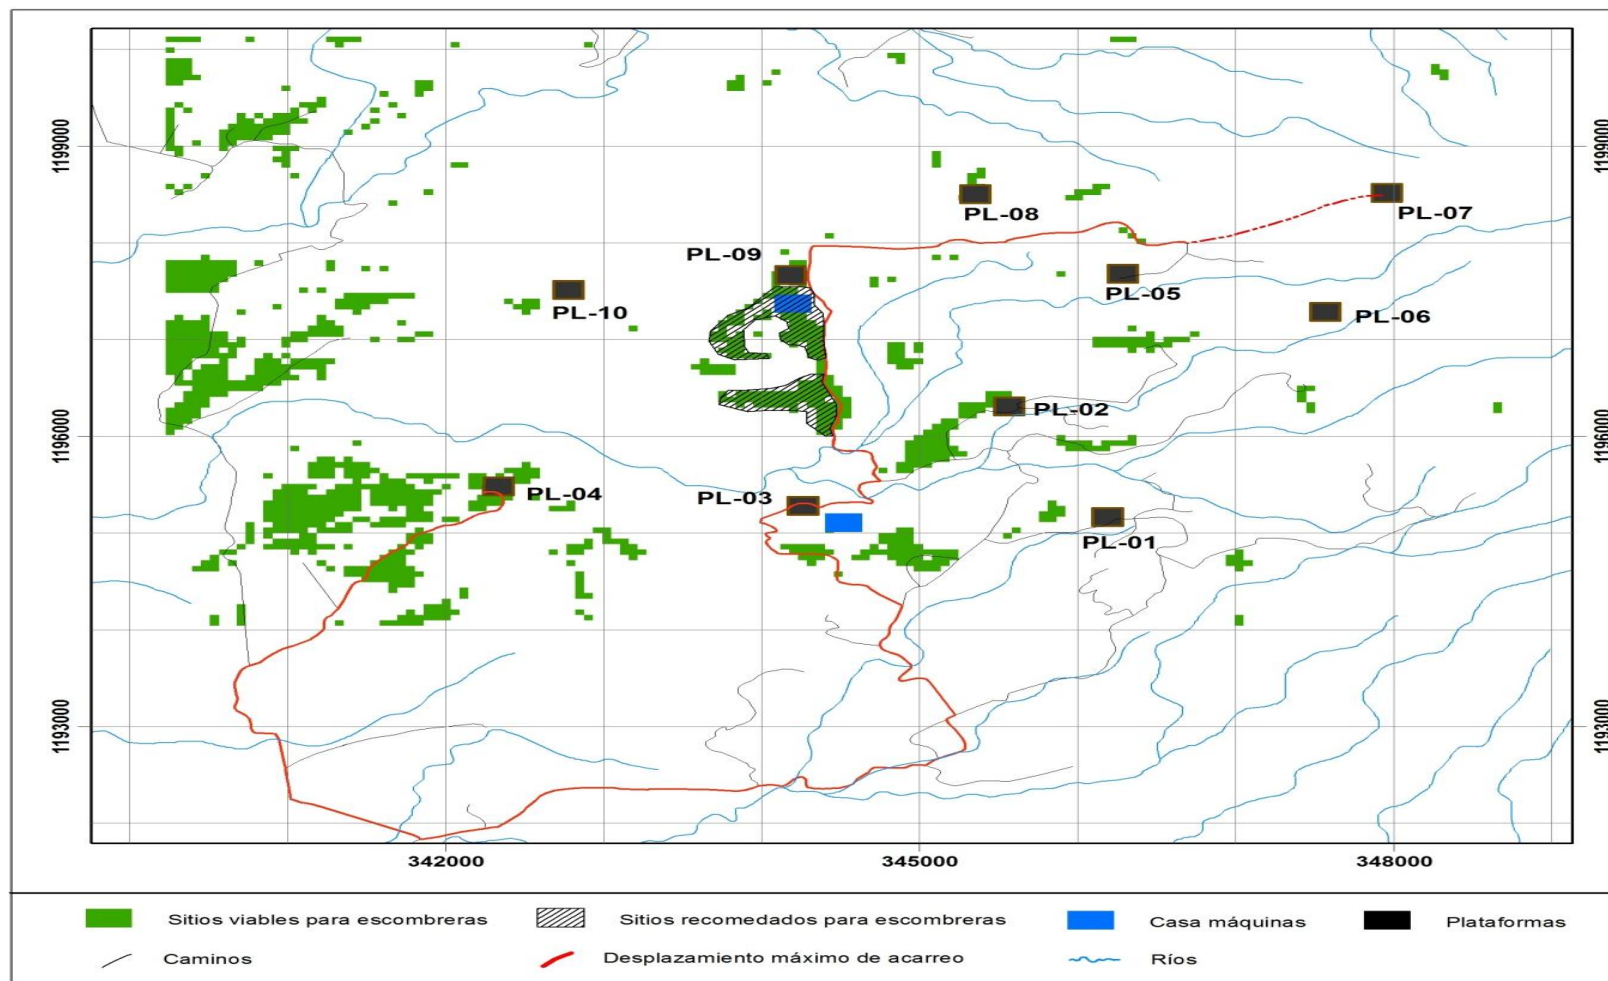 1199000
1199000
PL-08
PL-07
PL-09
PL-05
PL-10
PL-06
PL-02
1196000
1196000
PL-04
PL-03
PL-01
1193000
1193000
342000
345000
348000
Sitios viables para escombreras
Sitios recomedados para escombreras
Casa máquinas
Plataformas
Caminos
Desplazamiento máximo de acarreo
Ríos